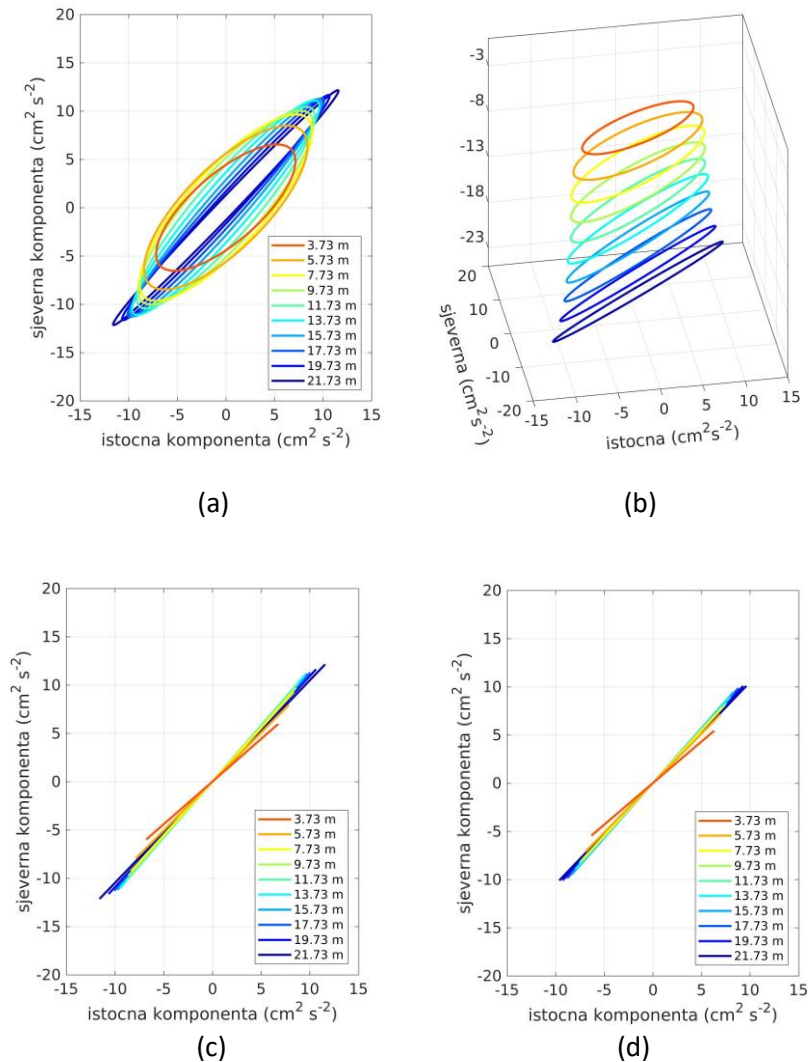 20
15
10
5
0
-5
-10
-15
-20
-15
-10
-5
0
5
10
15
sjeverna komponenta (cm² s⁻²)
istocna komponenta (cm² s⁻²)
3.73 m
5.73 m
7.73 m
9.73 m
11.73 m
13.73 m
15.73 m
17.73 m
19.73 m
21.73 m
(a)
-3
-8
-13
-18
-23
20
10
0
-10
-20
-15
-10
-5
0
5
10
15
sjeverna (cm²s⁻²)
istocna (cm²s⁻²)
(b)
20
15
10
5
0
-5
-10
-15
-20
-15
-10
-5
0
5
10
15
sjeverna komponenta (cm² s⁻²)
istocna komponenta (cm² s⁻²)
3.73 m
5.73 m
7.73 m
9.73 m
11.73 m
13.73 m
15.73 m
17.73 m
19.73 m
21.73 m
(c)
20
15
10
5
0
-5
-10
-15
-20
-15
-10
-5
0
5
10
15
sjeverna komponenta (cm² s⁻²)
istocna komponenta (cm² s⁻²)
3.73 m
5.73 m
7.73 m
9.73 m
11.73 m
13.73 m
15.73 m
17.73 m
19.73 m
21.73 m
(d)